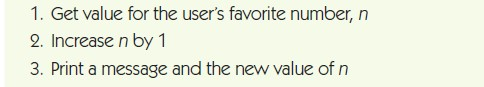 1. Get value for the user's favorite number, n
2. Increase n by 1
3. Print a message and the new value of n